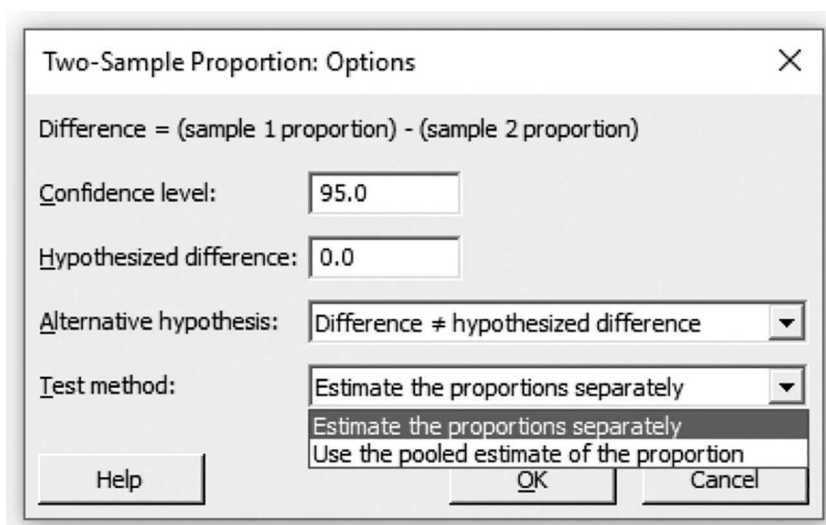 Two-Sample Proportion: Options
Difference = (sample 1 proportion) - (sample 2 proportion)
Confidence level: 95.0
Hypothesized difference: 0.0
Alternative hypothesis: Difference ≠ hypothesized difference
Test method: Estimate the proportions separately
Estimate the proportions separately
Use the pooled estimate of the proportion
Help OK Cancel